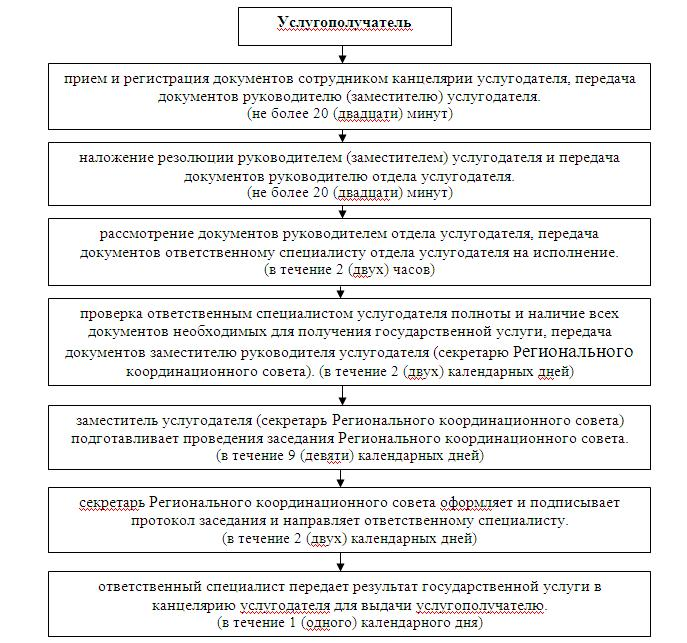 Услугополучатель
прием и регистрация документов сотрудником канцелярии услугодателя, передача
документов руководителю (заместителю) услугодателя.
(не более 20 (двадцати) минут)
наложение резолюции руководителем (заместителем) услугодателя и передача
документов руководителю отдела услугодателя.
(не более 20 (двадцати) минут)
рассмотрение документов руководителем отдела услугодателя, передача
документов ответственному специалисту отдела услугодателя на исполнение.
(в течение 2 (двух) часов)
проверка ответственным специалистом услугодателя полноты и наличие всех
документов необходимых для получения государственной услуги, передача
документов заместителю руководителя услугодателя (секретарю Регионального
координационного совета). (в течение 2 (двух) календарных дней)
заместитель услугодателя (секретарь Регионального координационного совета)
подготавливает проведения заседания Регионального координационного совета.
(в течение 9 (девяти) календарных дней)
секретарь Регионального координационного совета оформляет и подписывает
протокол заседания и направляет ответственному специалисту.
(в течение 2 (двух) календарных дней)
ответственный специалист передает результат государственной услуги в
канцелярию услугодателя для выдачи услугополучателю.
(в течение 1 (одного) календарного дня)